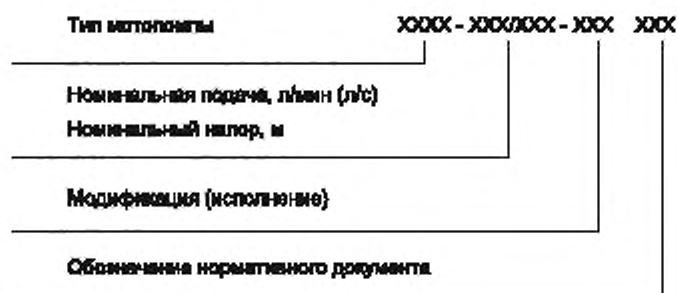 Тип мотопомпы XXXX - XXX/XXX - XXX XXX
Номинальная подача, л/мин (л/с)
Номинальный напор, м
Модификация (исполнение)
Обозначение нормативного документа